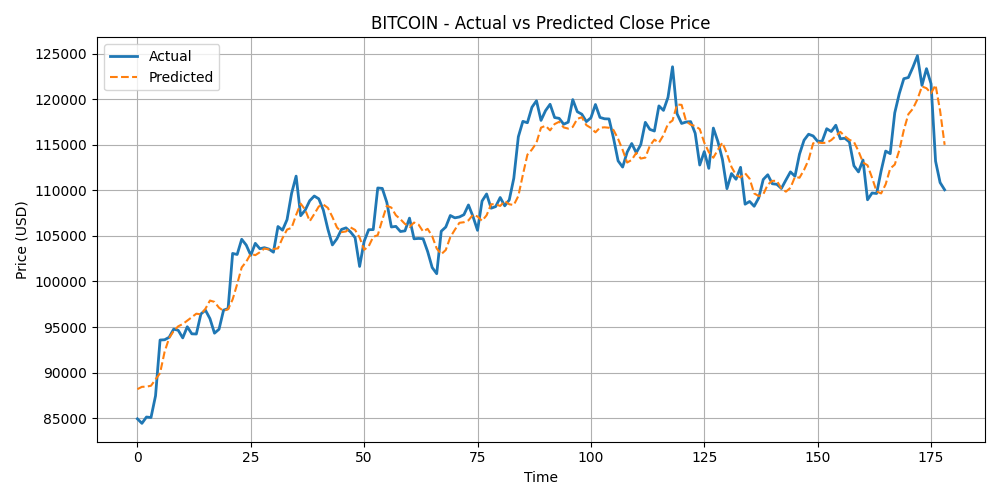 BITCOIN - Actual vs Predicted Close Price
Actual
Predicted
Price (USD)
125000
120000
115000
110000
105000
100000
95000
90000
85000
0 25 50 75 100 125 150 175
Time